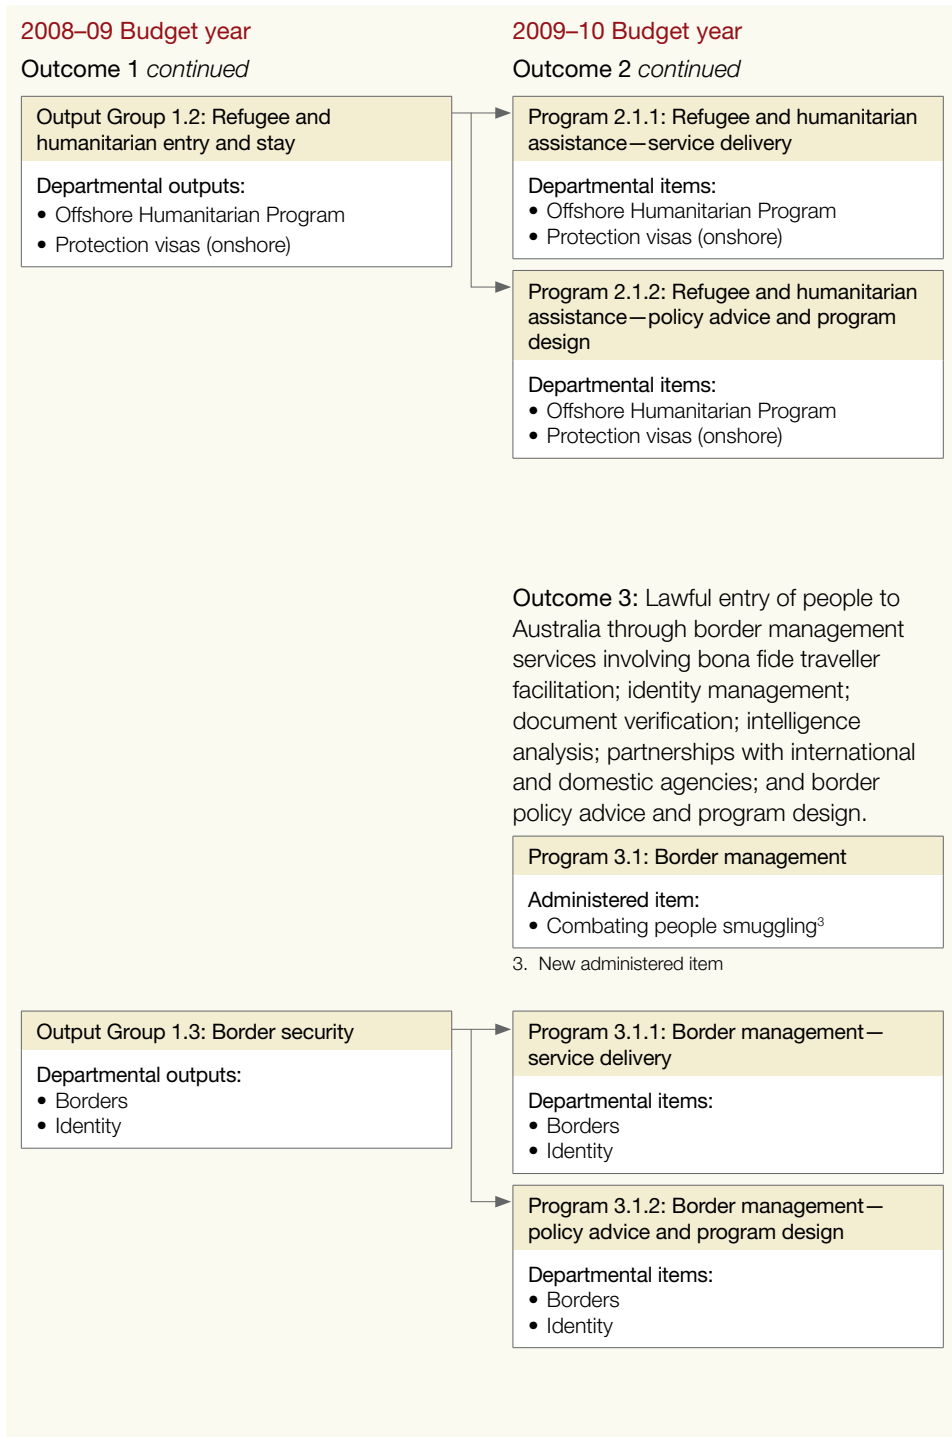 2008–09 Budget year
Outcome 1 continued
Output Group 1.2: Refugee and
humanitarian entry and stay
Departmental outputs:
• Offshore Humanitarian Program
• Protection visas (onshore)
2009–10 Budget year
Outcome 2 continued
Program 2.1.1: Refugee and humanitarian
assistance—service delivery
Departmental items:
• Offshore Humanitarian Program
• Protection visas (onshore)
Program 2.1.2: Refugee and humanitarian
assistance—policy advice and program
design
Departmental items:
• Offshore Humanitarian Program
• Protection visas (onshore)
Outcome 3: Lawful entry of people to
Australia through border management
services involving bona fide traveller
facilitation; identity management;
document verification; intelligence
analysis; partnerships with international
and domestic agencies; and border
policy advice and program design.
Program 3.1: Border management
Administered item:
• Combating people smuggling³
3. New administered item
Output Group 1.3: Border security
Departmental outputs:
• Borders
• Identity
Program 3.1.1: Border management—
service delivery
Departmental items:
• Borders
• Identity
Program 3.1.2: Border management—
policy advice and program design
Departmental items:
• Borders
• Identity